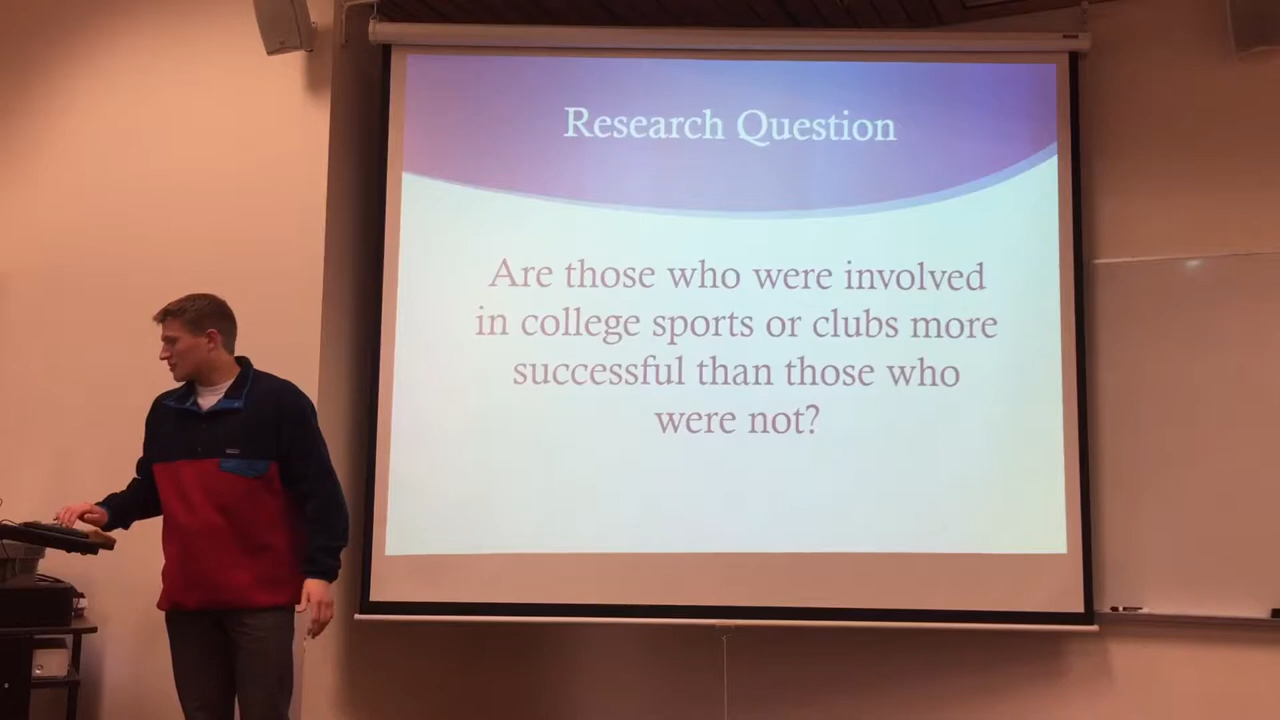 Research Question
Are those who were involved
in college sports or clubs more
successful than those who
were not?